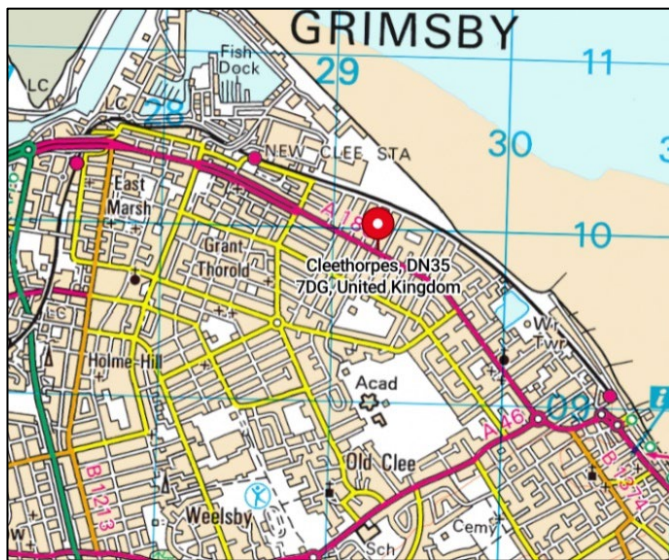 GRIMSBY
Fish
Dock
29
11
LC
LC
28
30
NEW CLEE STA
East
Marsh
A 18
10
Grant
Thorold
Cleethorpes, DN35
7DG, United Kingdom
LC
Wr
Twr
Holme-Hill
Acad
09
i
A 46
Old Clee
B 1213
B 1374
Weelsby
Cemy
Sch
W